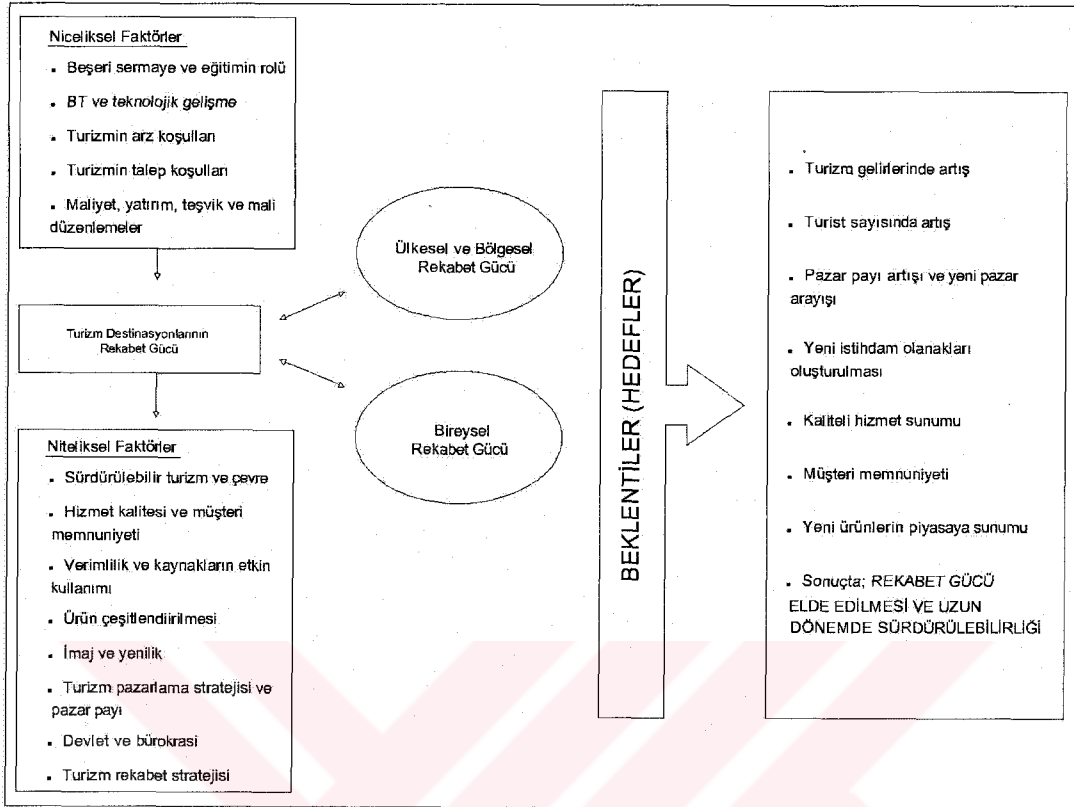 Niceliksel Faktörler
• Beşeri sermaye ve eğitimin rolü
• BT ve teknolojik gelişme
• Turizmin arz koşulları
• Turizmin talep koşulları
• Maliyet, yatırım, teşvik ve mali
düzenlemeler
Turizm Destinasyonlarının
Rekabet Gücü
Niteliksel Faktörler
• Sürdürülebilir turizm ve çevre
• Hizmet kalitesi ve müşteri
memnuniyeti
• Verimlilik ve kaynakların etkin
kullanımı
• Ürün çeşitlendiirilmesi
• İmaj ve yenilik
• Turizm pazarlama stratejisi ve
pazar payı
• Devlet ve bürokrasi
• Turizm rekabet stratejisi
Ülkesel ve Bölgesel
Rekabet Gücü
Bireysel
Rekabet Gücü
BEKLENTİLER (HEDEFLER)
• Turizm gelirlerinde artış
• Turist sayısında artış
• Pazar payı artışı ve yeni pazar
arayışı
• Yeni istihdam olanakları
oluşturulması
• Kaliteli hizmet sunumu
• Müşteri memnuniyeti
• Yeni ürünlerin piyasaya sunumu
• Sonuçta; REKABET GÜCÜ
ELDE EDİLMESİ VE UZUN
DÖNEMDE SÜRDÜRÜLEBİLİRLİĞİ